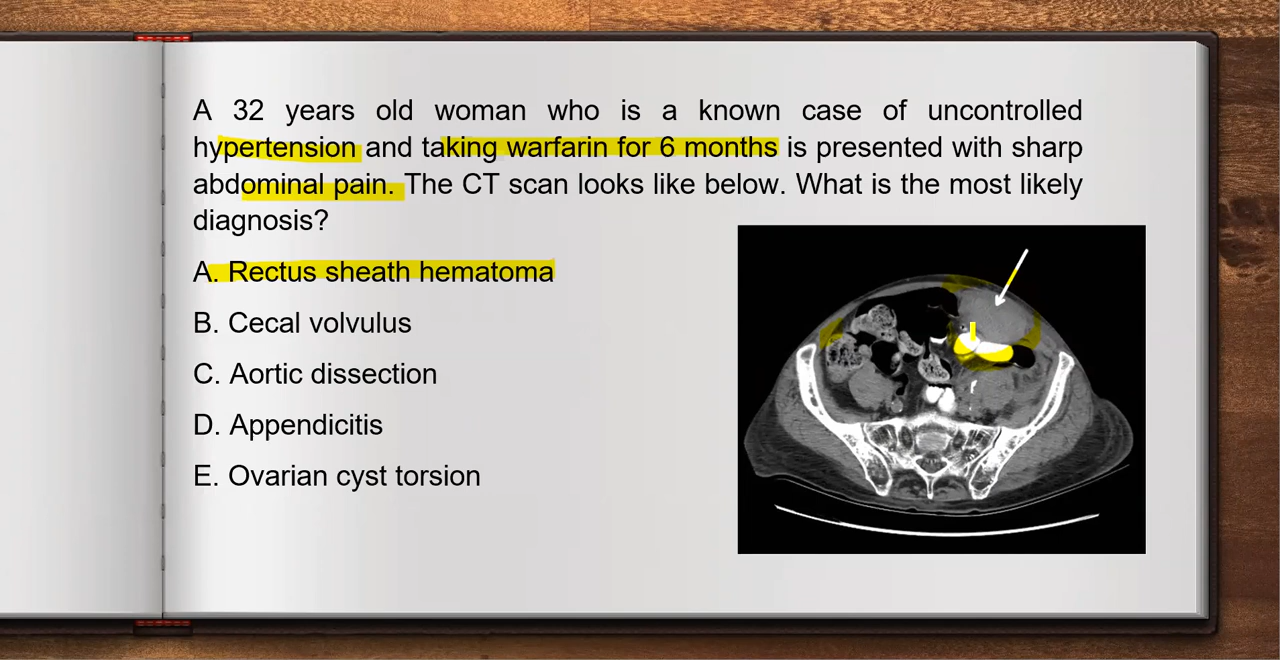 A 32 years old woman who is a known case of uncontrolled
hypertension and taking warfarin for 6 months is presented with sharp
abdominal pain. The CT scan looks like below. What is the most likely
diagnosis?
A. Rectus sheath hematoma
B. Cecal volvulus
C. Aortic dissection
D. Appendicitis
E. Ovarian cyst torsion